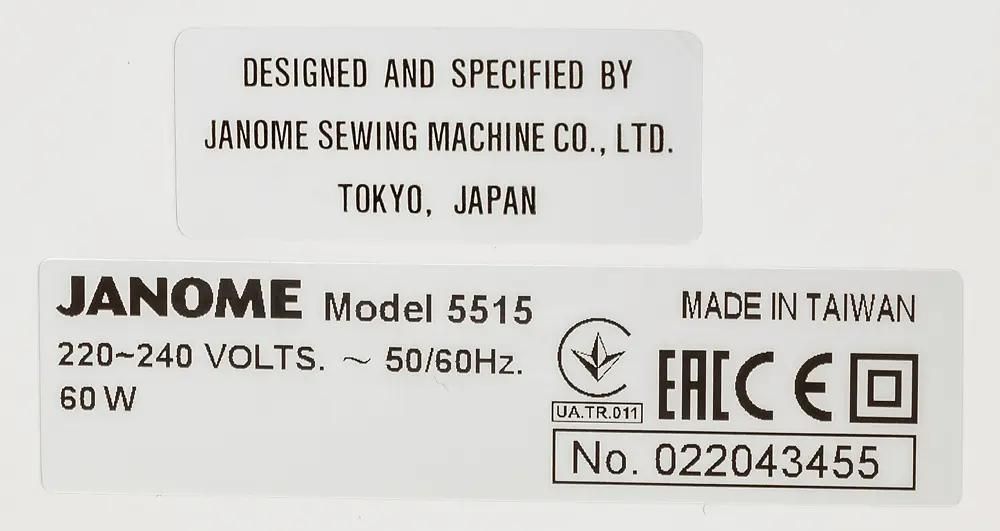 DESIGNED AND SPECIFIED BY
JANOME SEWING MACHINE CO., LTD.
TOKYO, JAPAN
JANOME Model 5515
MADE IN TAIWAN
220~240 VOLTS. ~ 50/60Hz.
60 W
UA.TR.011
EAC CE
No. 022043455